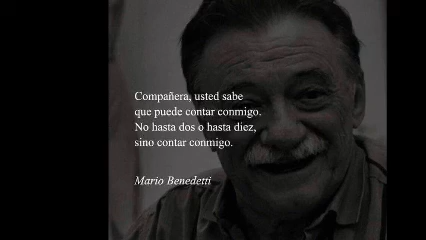 Compañera, usted sabe
que puede contar conmigo.
No hasta dos o hasta diez,
sino contar conmigo.
Mario Benedetti